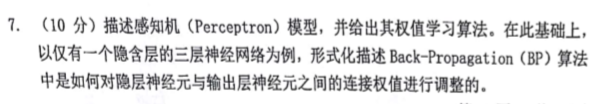 7. （10 分）描述感知机（Perceptron）模型，并给出其权值学习算法。在此基础上，
以仅有一个隐含层的三层神经网络为例，形式化描述 Back-Propagation（BP）算法
中是如何对隐层神经元与输出层神经元之间的连接权值进行调整的。